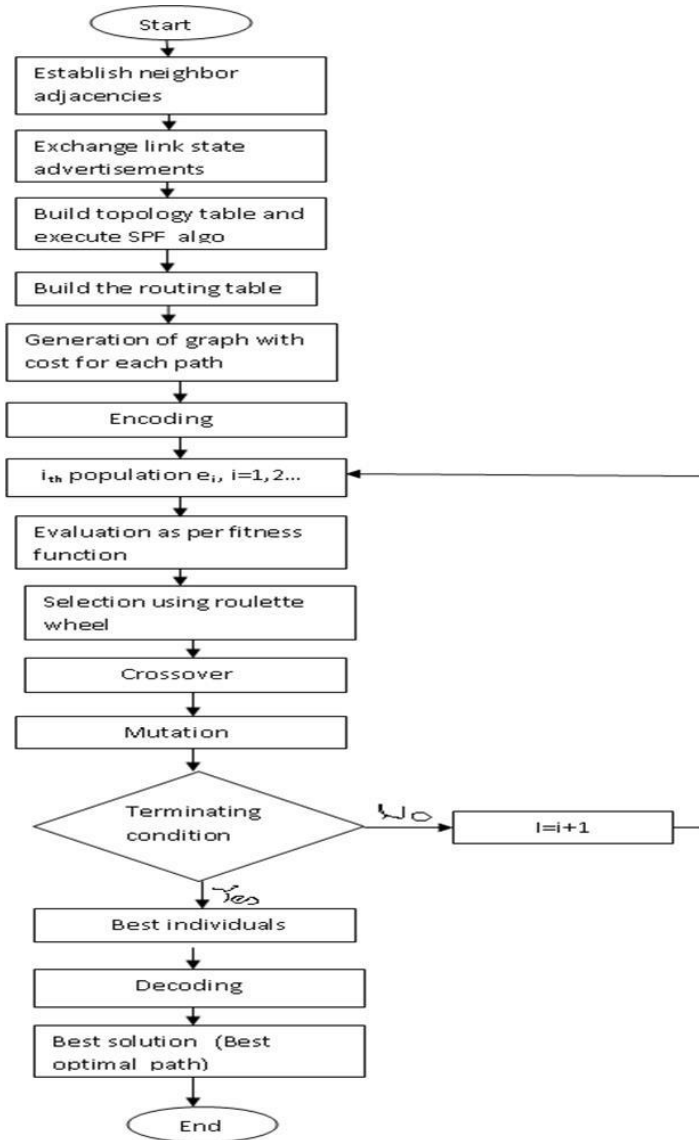 Start
Establish neighbor
adjacencies
Exchange link state
advertisements
Build topology table and
execute SPF algo
Build the routing table
Generation of graph with
cost for each path
Encoding
iₜₕ population eᵢ, i=1,2...
Evaluation as per fitness
function
Selection using roulette
wheel
Crossover
Mutation
Terminating
condition
No
I=i+1
Yes
Best individuals
Decoding
Best solution (Best
optimal path)
End